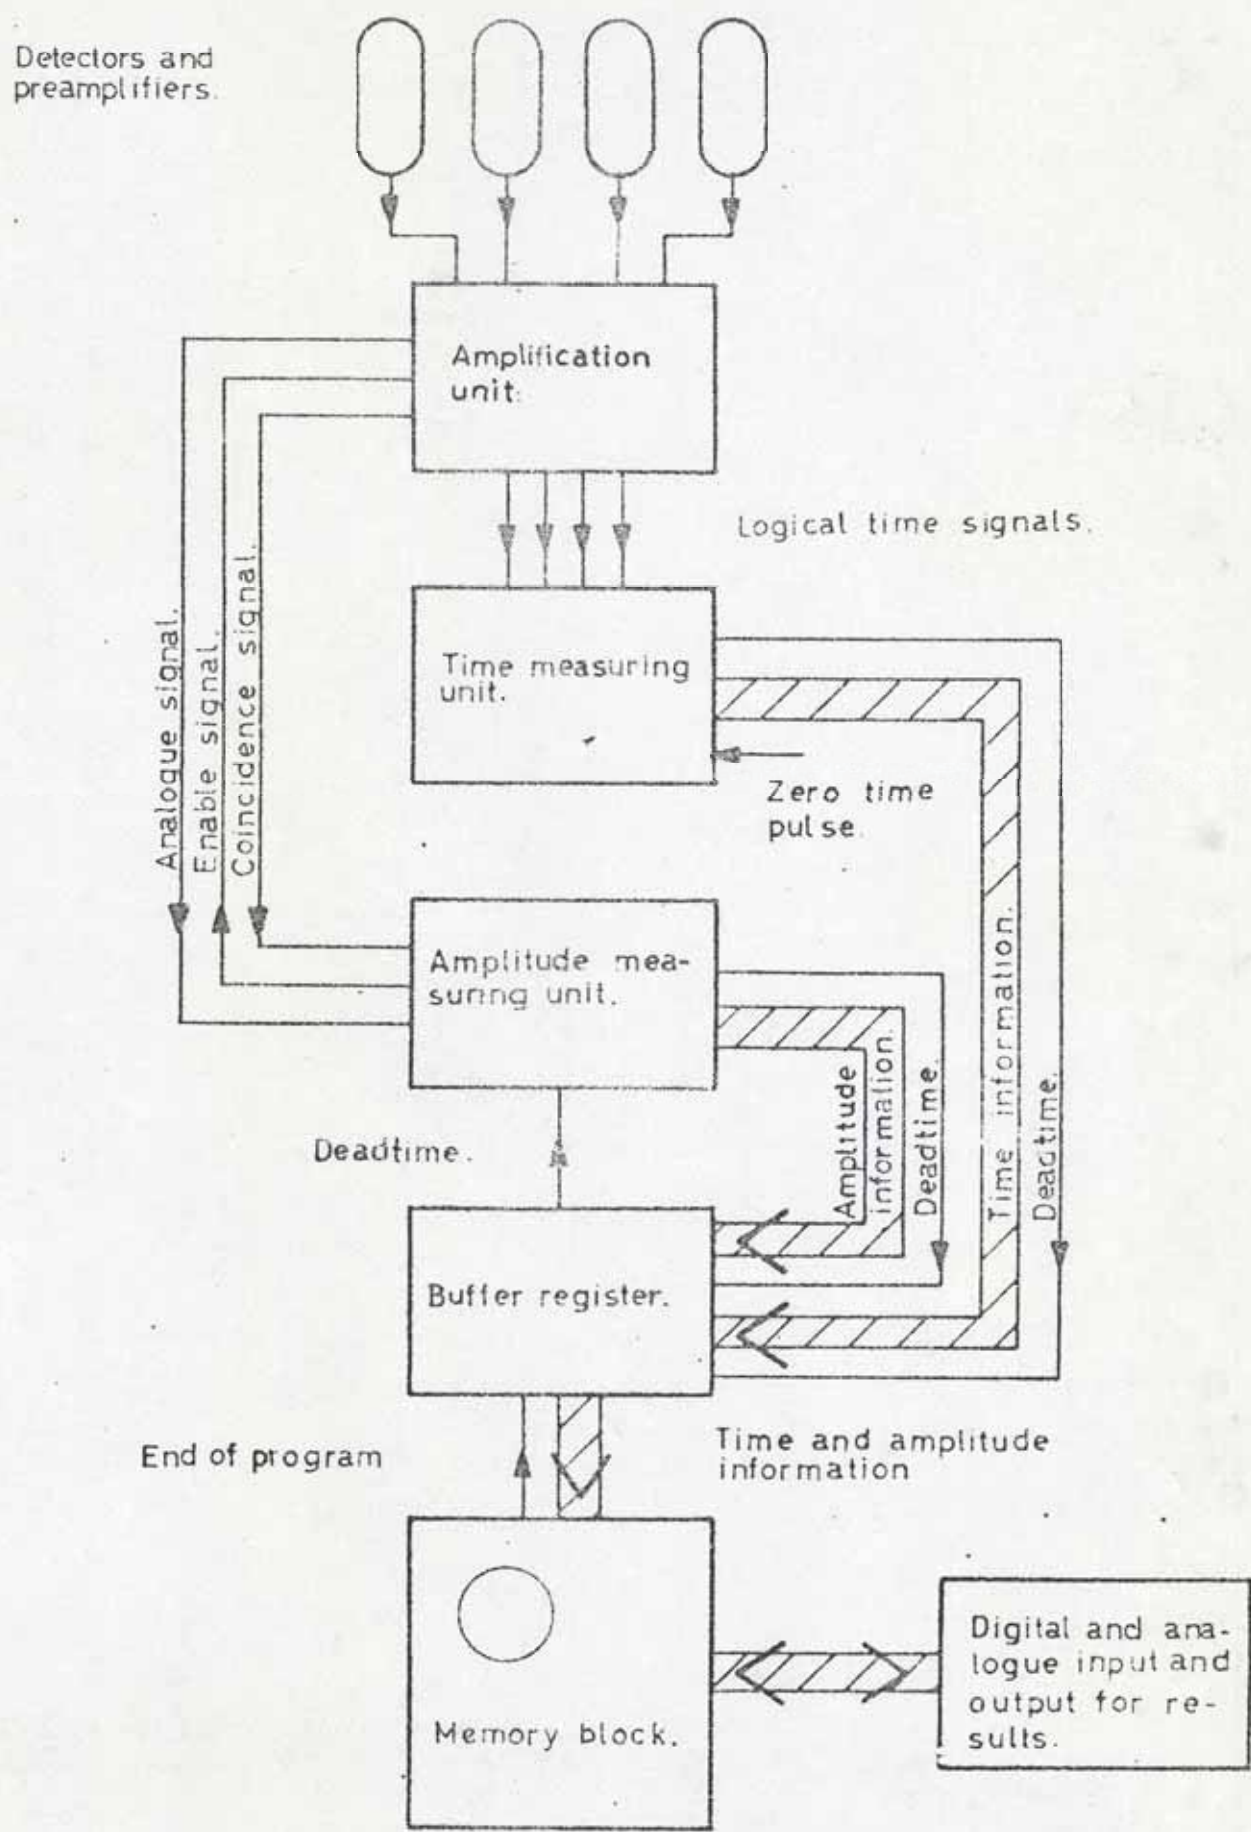 Detectors and
preamplifiers.
Amplification
unit.
Logical time signals.
Analogue signal.
Enable signal.
Coincidence signal.
Time measuring
unit.
Zero time
pulse.
Amplitude mea-
suring unit.
Amplitude
information.
Deadtime.
Time information.
Deadtime.
Deadtime.
Buffer register.
End of program
Time and amplitude
information
Memory block.
Digital and ana-
logue input and
output for re-
sults.